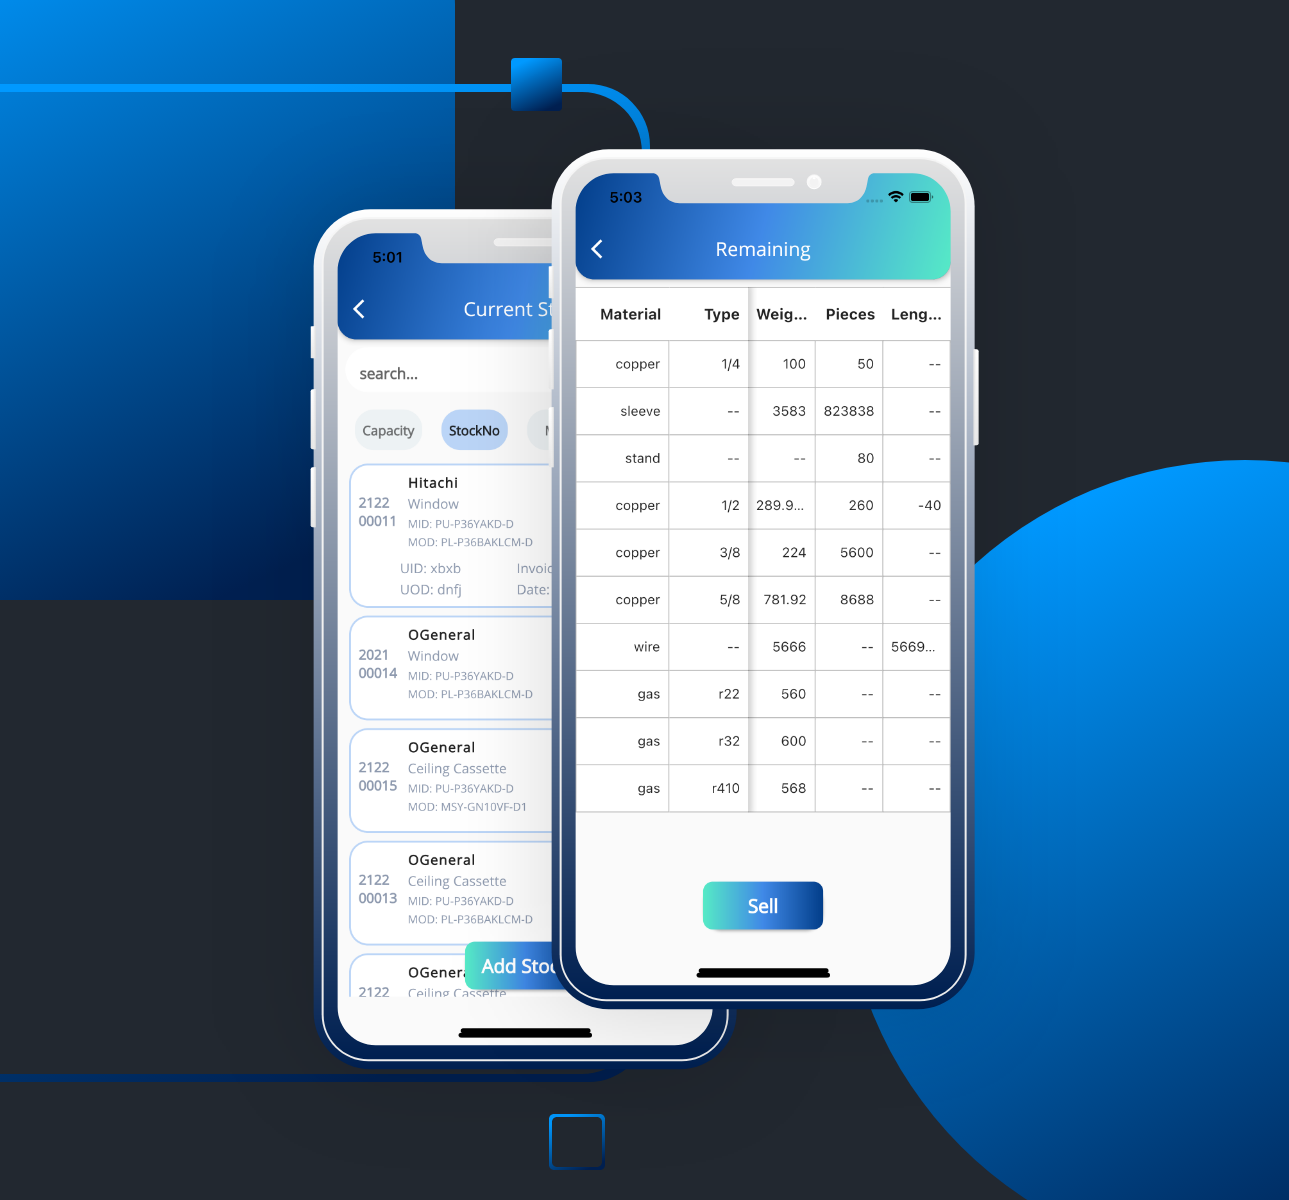 5:01
Current St
search...
Capacity StockNo
Hitachi
2122
00011
Window
MID: PU-P36YAKD-D
MOD: PL-P36BAKLCM-D
UID: xbxb Invoic
UOD: dnfj Date:
OGeneral
2021
00014
Window
MID: PU-P36YAKD-D
MOD: PL-P36BAKLCM-D
OGeneral
2122
00015
Ceiling Cassette
MID: PU-P36YAKD-D
MOD: MSY-GN10VF-D1
OGeneral
2122
00013
Ceiling Cassette
MID: PU-P36YAKD-D
MOD: PL-P36BAKLCM-D
OGenera
2122 Ceiling Cassette
Add Stoc
5:03
Remaining
Material Type Weig... Pieces Leng...
copper 1/4 100 50 --
sleeve -- 3583 823838 --
stand -- -- 80 --
copper 1/2 289.9... 260 -40
copper 3/8 224 5600 --
copper 5/8 781.92 8688 --
wire -- 5666 -- 5669...
gas r22 560 -- --
gas r32 600 -- --
gas r410 568 -- --
Sell